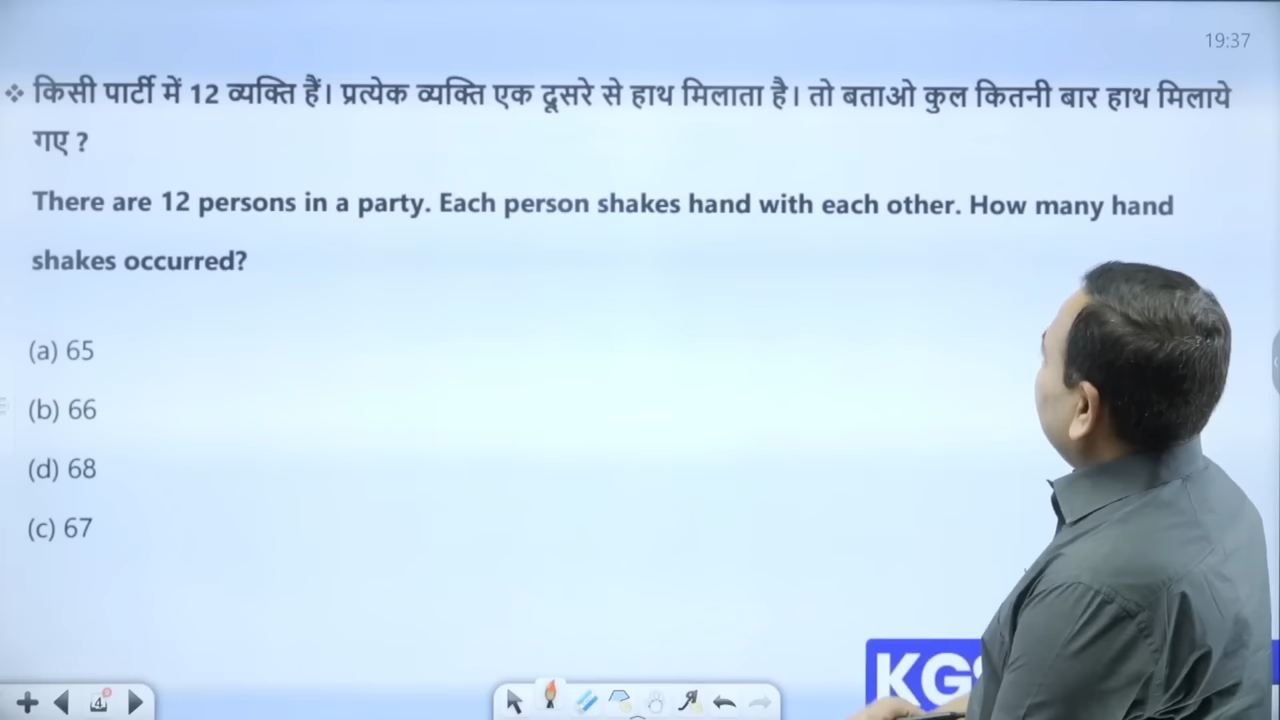 19:37
❖ किसी पार्टी में 12 व्यक्ति हैं। प्रत्येक व्यक्ति एक दूसरे से हाथ मिलाता है। तो बताओ कुल कितनी बार हाथ मिलाये
गए ?
There are 12 persons in a party. Each person shakes hand with each other. How many hand
shakes occurred?
(a) 65
(b) 66
(d) 68
(c) 67
4